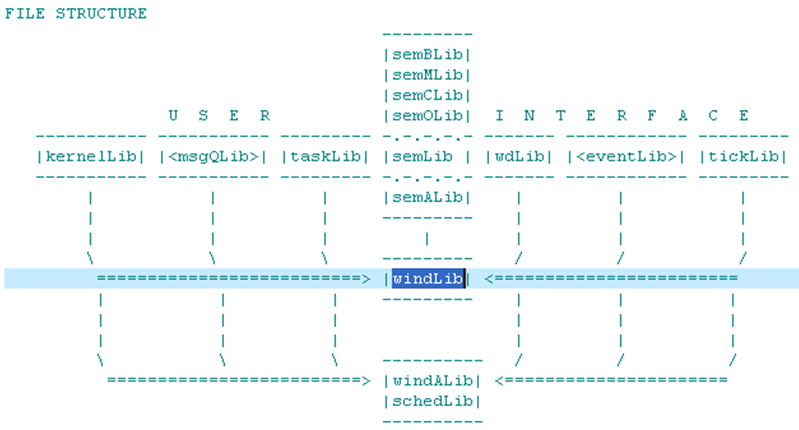 FILE STRUCTURE
---------
|semBLib|
|semMLib|
|semCLib|
U S E R |semOLib| I N T E R F A C E
----------- ----------- --------- -.-.-.-.- ------- ------------ ---------
|kernelLib| |<msgQLib>| |taskLib| |semLib | |wdLib| |<eventLib>| |tickLib|
----------- ----------- --------- -.-.-.-.- ------- ------------ ---------
| | | |semALib| | | |
| | | --------- | | |
| | | | | | |
\ \ \ --------- / / /
==========================> |windLib| <========================
| | | --------- | | |
| | | | | |
| | | | | |
\ \ \ ---------- / / /
=========================> |windALib| <======================
|schedLib|
----------